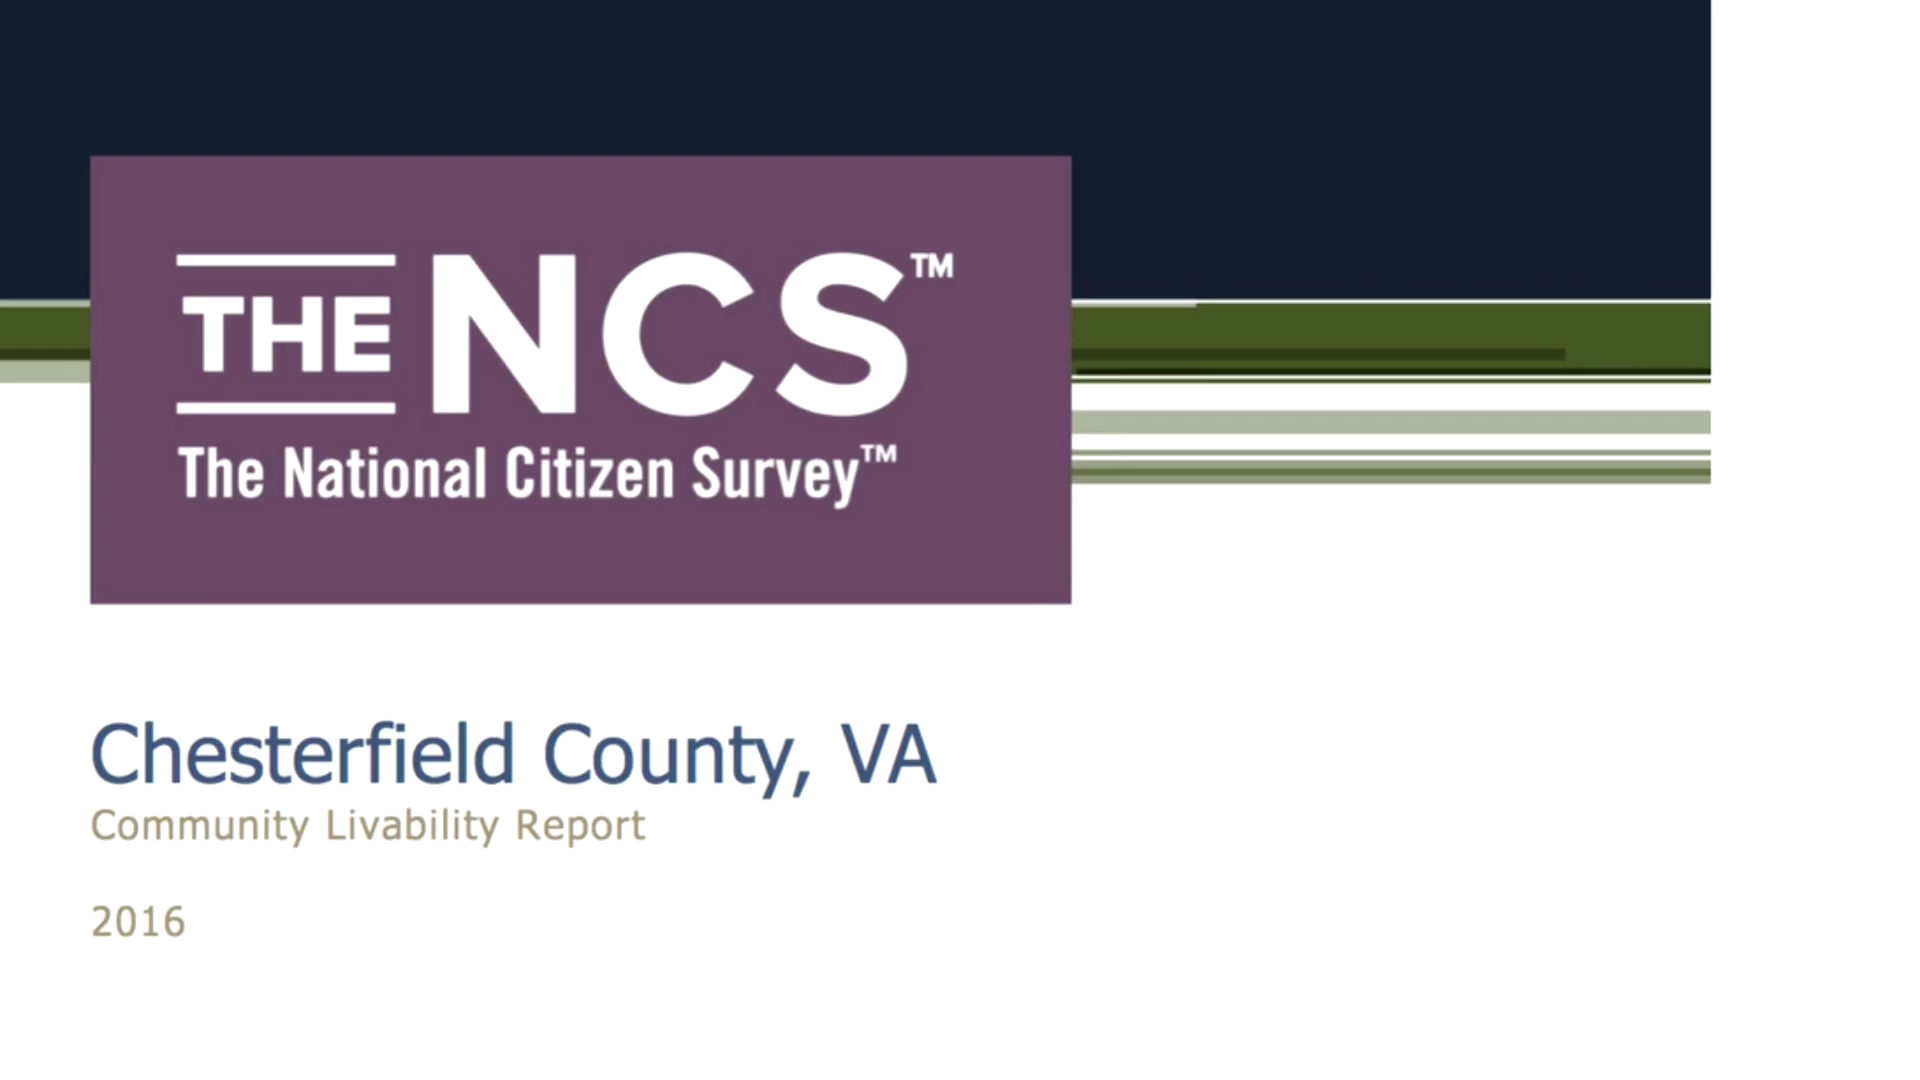 THE NCS™
The National Citizen Survey™
Chesterfield County, VA
Community Livability Report
2016